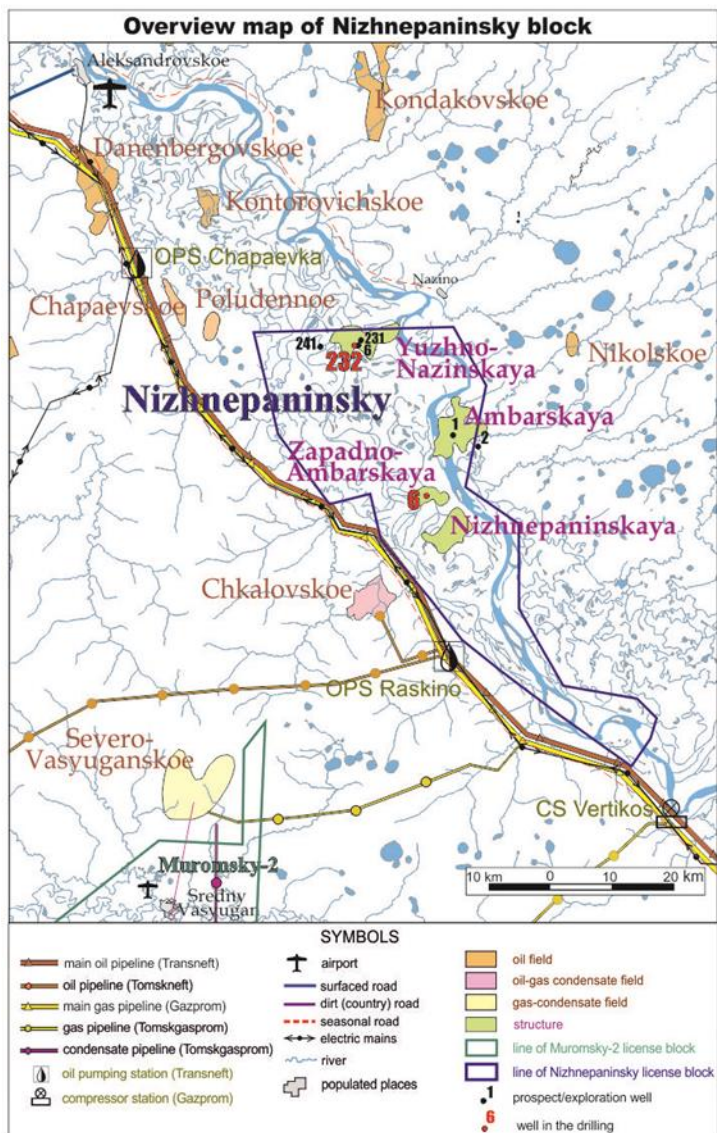 Overview map of Nizhnepaninsky block
Aleksandrovskoe
Kondakovskoe
Danenbergovskoe
Kontorovichskoe
OPS Chapaevka
Nazino
Chapaevskoe
Poludennoe
241
231
6
232
Yuzhno-
Nazinskaya
Nikolskoe
Nizhnepaninsky
Ambarskaya
1
2
Zapadno-
Ambarskaya
6
Nizhnepaninskaya
Chkalovskoe
OPS Raskino
Severo-
Vasyuganskoe
CS Vertikos
Muromsky-2
Sredny
Vasyugan
10 km 0 10 20 km
SYMBOLS
main oil pipeline (Transneft)
oil pipeline (Tomskneft)
main gas pipeline (Gazprom)
gas pipeline (Tomskgasprom)
condensate pipeline (Tomskgasprom)
oil pumping station (Transneft)
compressor station (Gazprom)
airport
surfaced road
dirt (country) road
seasonal road
electric mains
river
populated places
oil field
oil-gas condensate field
gas-condensate field
structure
line of Muromsky-2 license block
line of Nizhnepaninsky license block
1 prospect/exploration well
6 well in the drilling